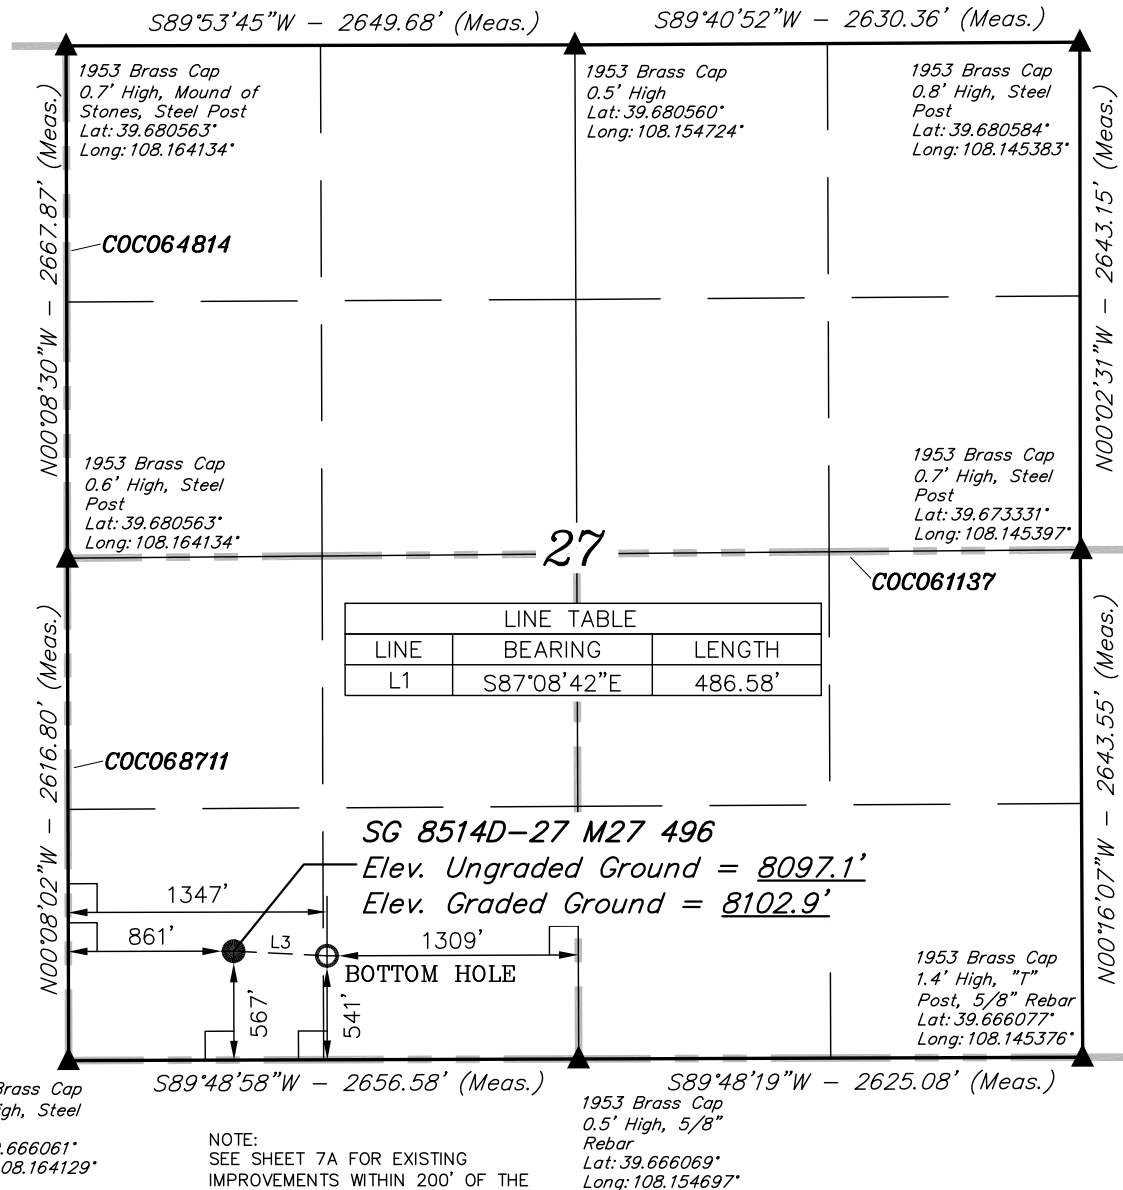 S89°53'45"W - 2649.68' (Meas.)
S89°40'52"W - 2630.36' (Meas.)
1953 Brass Cap
0.7' High, Mound of
Stones, Steel Post
Lat: 39.680563°
Long: 108.164134°
1953 Brass Cap
0.5' High
Lat: 39.680560°
Long: 108.154724°
1953 Brass Cap
0.8' High, Steel
Post
Lat: 39.680584°
Long: 108.145383°
N00°08'30"W - 2667.87' (Meas.)
N00°02'31"W - 2643.15' (Meas.)
COC064814
1953 Brass Cap
0.6' High, Steel
Post
Lat: 39.680563°
Long: 108.164134°
1953 Brass Cap
0.7' High, Steel
Post
Lat: 39.673331°
Long: 108.145397°
27
COC061137
LINE TABLE
LINE BEARING LENGTH
L1 S87°08'42"E 486.58'
N00°08'02"W - 2616.80' (Meas.)
N00°16'07"W - 2643.55' (Meas.)
COC068711
SG 8514D-27 M27 496
Elev. Ungraded Ground = 8097.1'
Elev. Graded Ground = 8102.9'
1347'
861'
L3
1309'
BOTTOM HOLE
567'
541'
1953 Brass Cap
1.4' High, "T"
Post, 5/8" Rebar
Lat: 39.666077°
Long: 108.145376°
S89°48'58"W - 2656.58' (Meas.)
S89°48'19"W - 2625.08' (Meas.)
Brass Cap
igh, Steel
.666061°
08.164129°
NOTE:
SEE SHEET 7A FOR EXISTING
IMPROVEMENTS WITHIN 200' OF THE
1953 Brass Cap
0.5' High, 5/8"
Rebar
Lat: 39.666069°
Long: 108.154697°